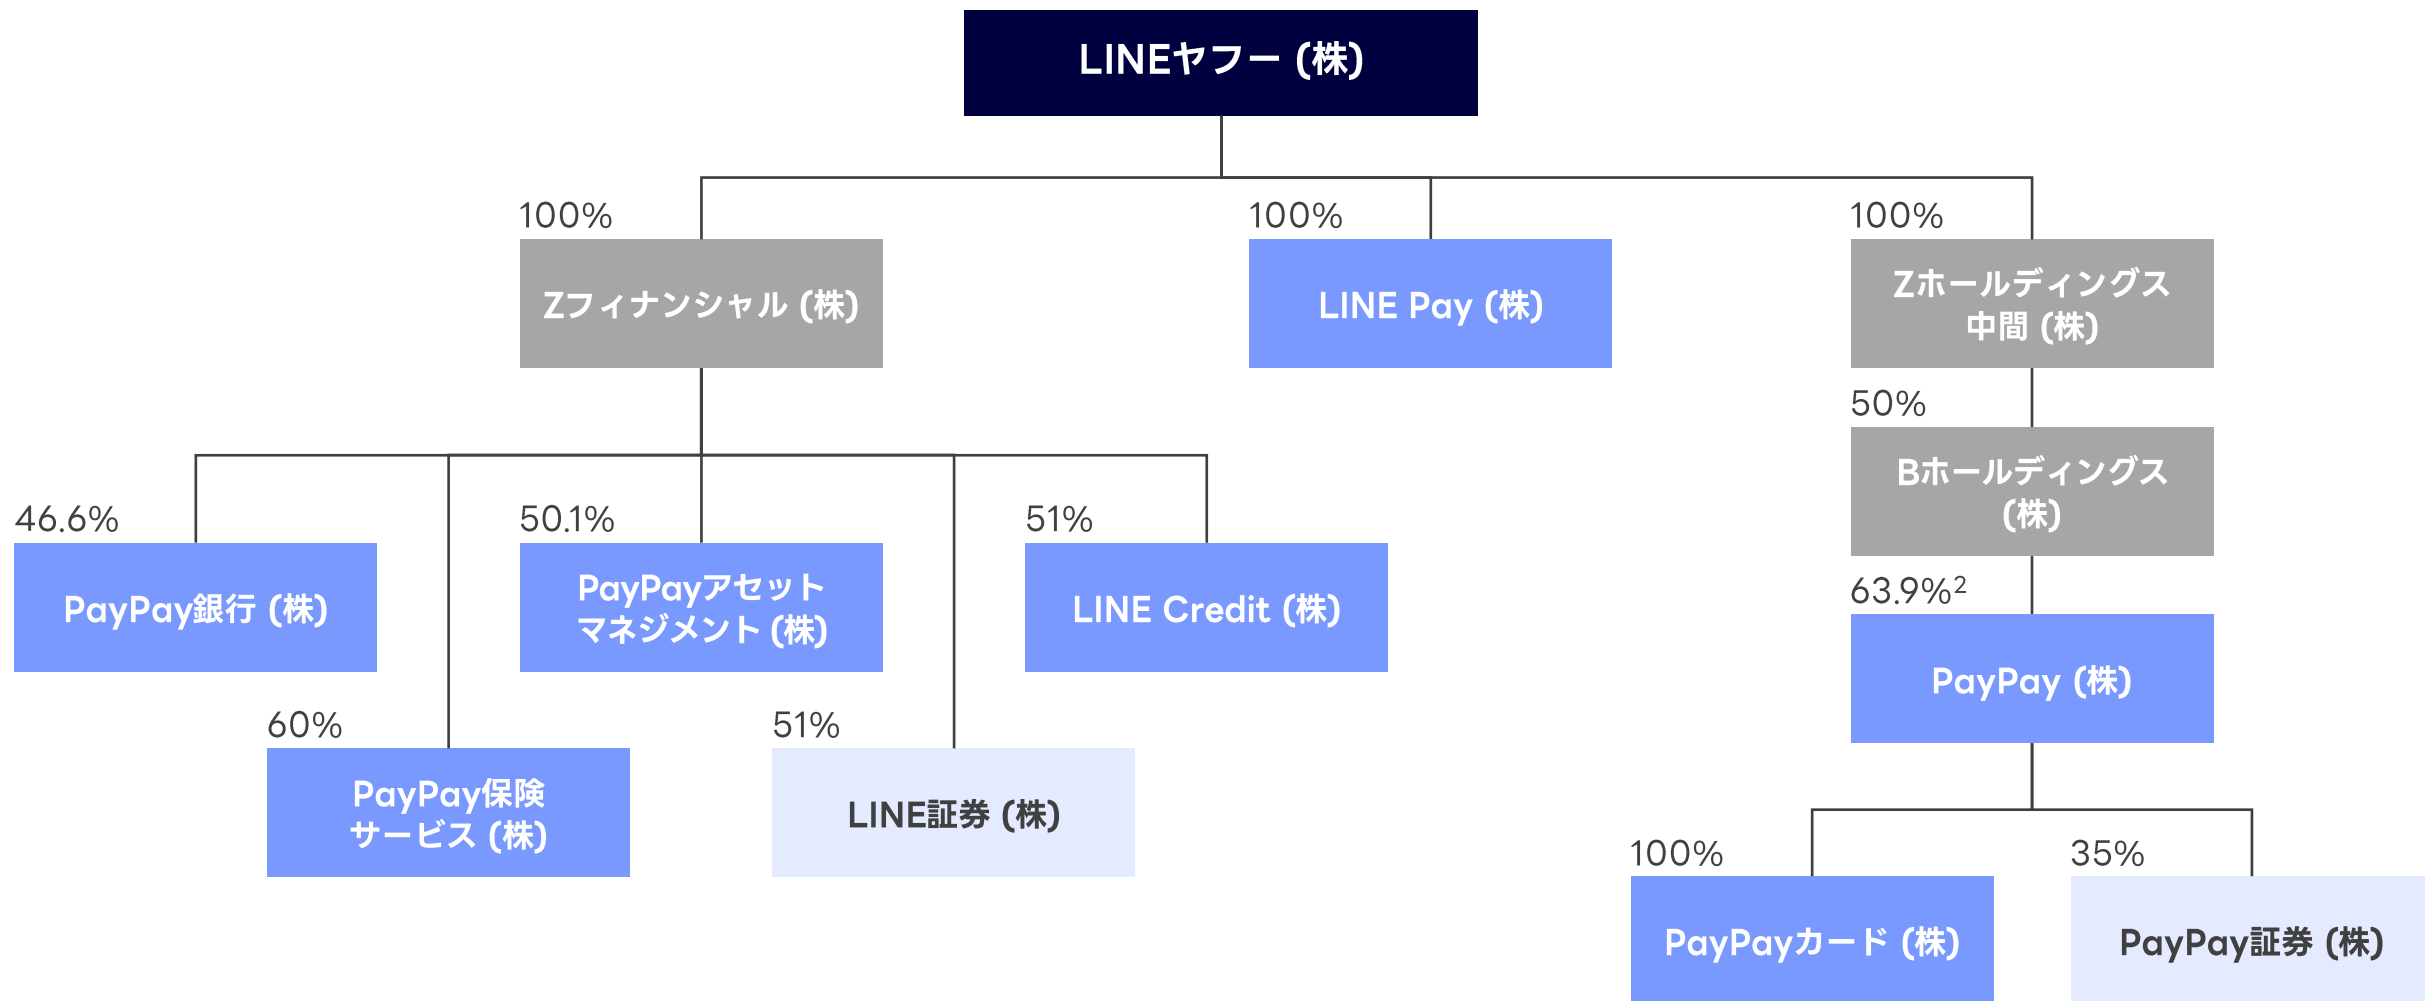 LINEヤフー (株)
100%
Zフィナンシャル (株)
100%
LINE Pay (株)
100%
Zホールディングス
中間 (株)
50%
Bホールディングス
(株)
46.6%
PayPay銀行 (株)
50.1%
PayPayアセット
マネジメント (株)
51%
LINE Credit (株)
63.9%²
PayPay (株)
60%
PayPay保険
サービス (株)
51%
LINE証券 (株)
100%
PayPayカード (株)
35%
PayPay証券 (株)